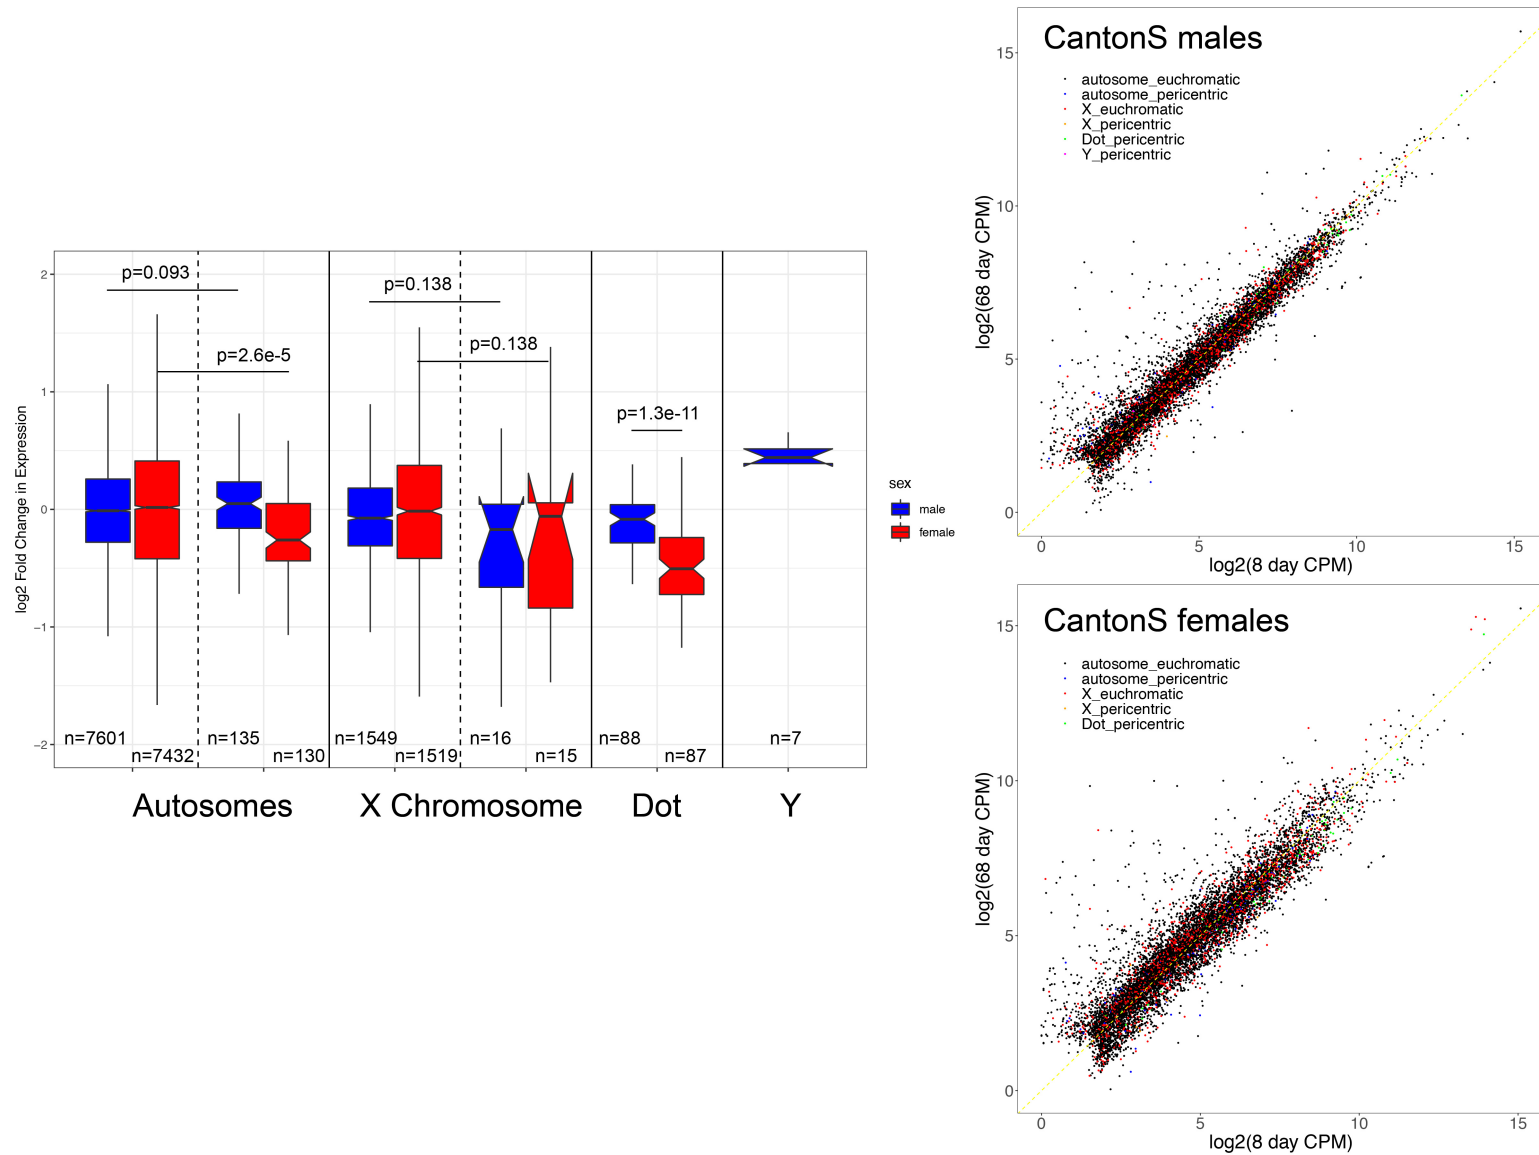 log2 Fold Change in Expression
2
1
0
−1
−2
p=0.093
p=2.6e-5
p=0.138
p=0.138
p=1.3e-11
n=7601
n=7432
n=135
n=130
n=1549
n=1519
n=16
n=15
n=88
n=87
n=7
Autosomes
X Chromosome
Dot
Y
sex
male
female
CantonS males
autosome_euchromatic
autosome_pericentric
X_euchromatic
X_pericentric
Dot_pericentric
Y_pericentric
log2(68 day CPM)
15
10
5
0
0
5
10
15
log2(8 day CPM)
CantonS females
autosome_euchromatic
autosome_pericentric
X_euchromatic
X_pericentric
Dot_pericentric
log2(68 day CPM)
15
10
5
0
0
5
10
15
log2(8 day CPM)